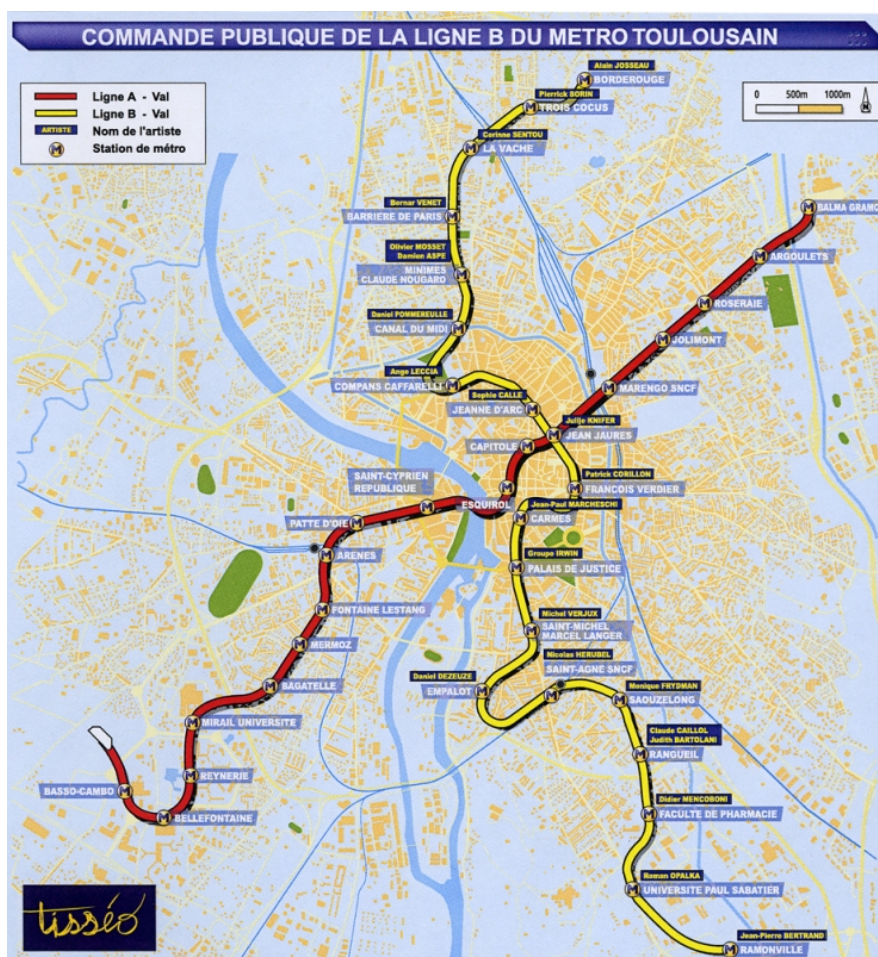 COMMANDE PUBLIQUE DE LA LIGNE B DU METRO TOULOUSAIN
Ligne A - Val
Ligne B - Val
ARTISTE Nom de l'artiste
Station de métro
0 500m 1000m
N
Alain JOSSEAU
BORDEROUGE
Pierrick SORIN
TROIS COCUS
Corinne SENTOU
LA VACHE
Bernar VENET
BARRIERE DE PARIS
BALMA GRAMO
ARGOULETS
Olivier MOSSET
Damien ASPE
MINIMES
CLAUDE NOUGARO
ROSERAIE
Daniel POMMEREULLE
CANAL DU MIDI
JOLIMONT
Ange LECCIA
COMPANS CAFFARELLI
MARENGO SNCF
Sophie CALLE
JEANNE D'ARC
Julije KNIFER
JEAN JAURES
CAPITOLE
SAINT-CYPRIEN
REPUBLIQUE
Patrick CORILLON
FRANCOIS VERDIER
ESQUIROL
Jean-Paul MARCHESCHI
CARMES
PATTE D'OIE
ARENES
Groupe IRWIN
PALAIS DE JUSTICE
FONTAINE LESTANG
Michel VERJUX
SAINT-MICHEL
MARCEL LANGER
MERMOZ
Nicolas HERUBEL
SAINT-AGNE SNCF
Daniel DEZEUZE
EMPALOT
BAGATELLE
Monique FRYDMAN
SAOUZELONG
MIRAIL UNIVERSITE
Claude CAILLOL
Judith BARTOLANI
RANGUEIL
REYNERIE
BASSO-CAMBO
Didier MENCOBONI
FACULTE DE PHARMACIE
BELLEFONTAINE
Roman OPALKA
UNIVERSITE PAUL SABATIER
tisséo
Jean-Pierre BERTRAND
RAMONVILLE